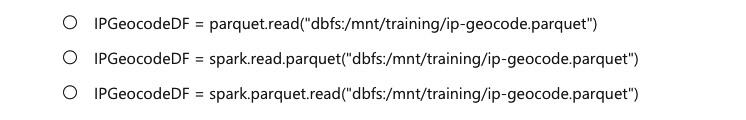 IPGeocodeDF = parquet.read("dbfs:/mnt/training/ip-geocode.parquet")
IPGeocodeDF = spark.read.parquet("dbfs:/mnt/training/ip-geocode.parquet")
IPGeocodeDF = spark.parquet.read("dbfs:/mnt/training/ip-geocode.parquet")